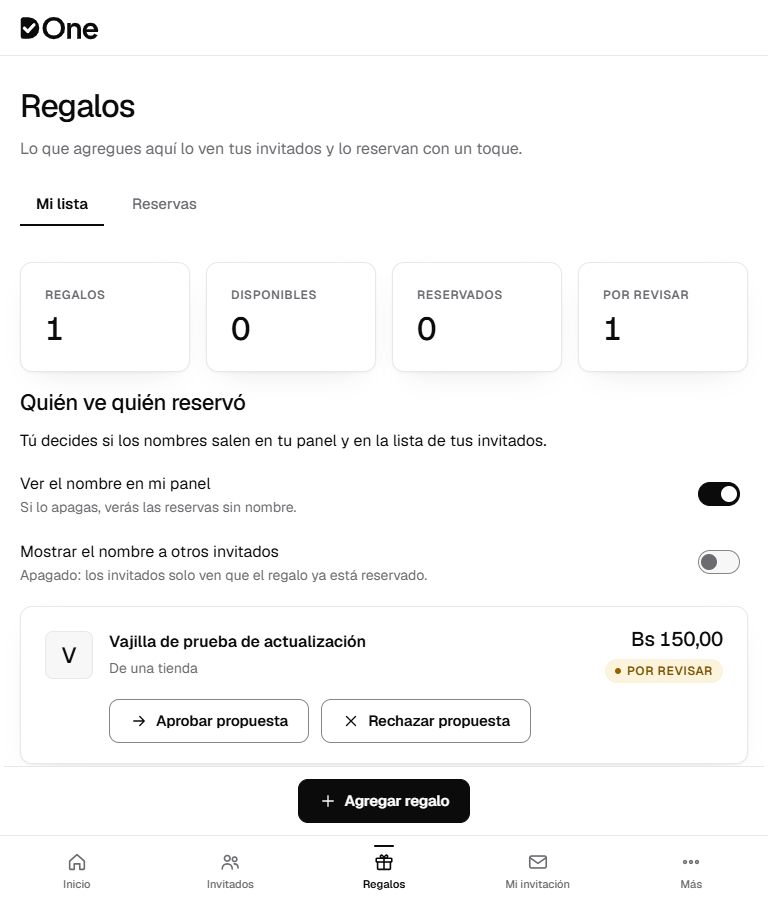 One
Regalos
Lo que agregues aquí lo ven tus invitados y lo reservan con un toque.
Mi lista
Reservas
REGALOS
1
DISPONIBLES
0
RESERVADOS
0
POR REVISAR
1
Quién ve quién reservó
Tú decides si los nombres salen en tu panel y en la lista de tus invitados.
Ver el nombre en mi panel
Si lo apagas, verás las reservas sin nombre.
Mostrar el nombre a otros invitados
Apagado: los invitados solo ven que el regalo ya está reservado.
V
Vajilla de prueba de actualización
De una tienda
Bs 150,00
POR REVISAR
Aprobar propuesta
Rechazar propuesta
Agregar regalo
Inicio
Invitados
Regalos
Mi invitación
Más